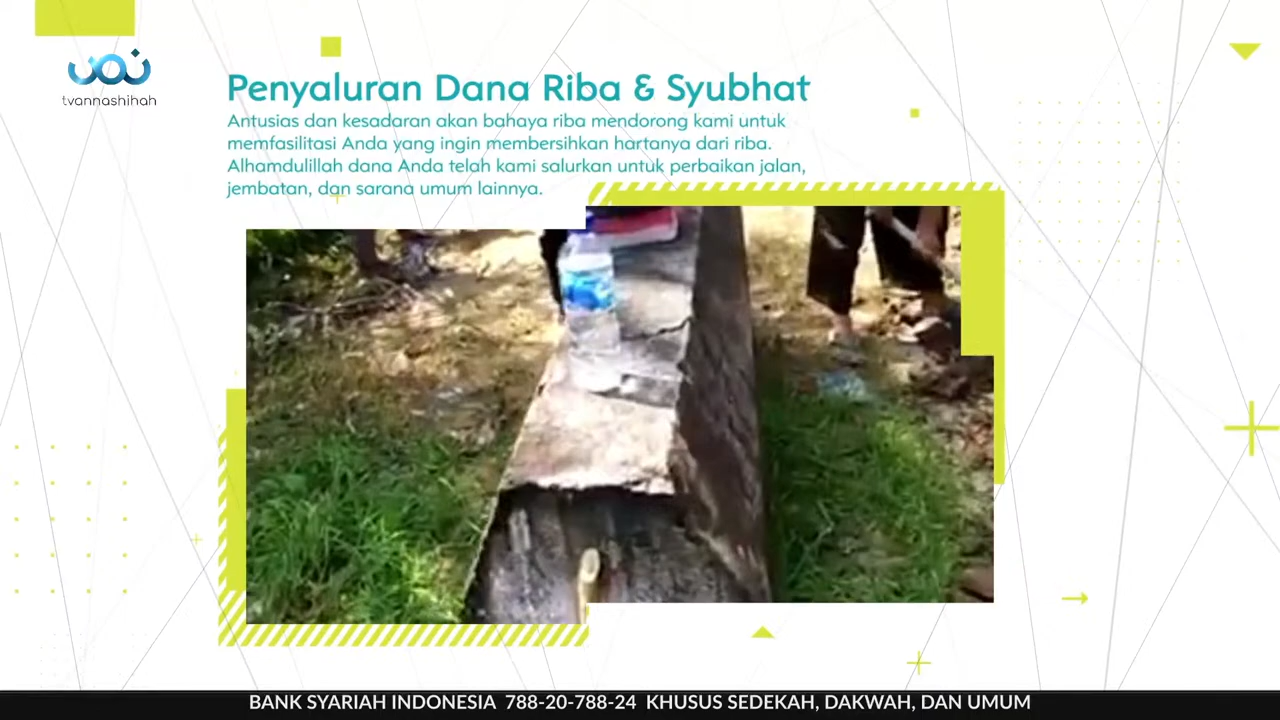 tvannashihah
Penyaluran Dana Riba & Syubhat
Antusias dan kesadaran akan bahaya riba mendorong kami untuk
memfasilitasi Anda yang ingin membersihkan hartanya dari riba.
Alhamdulillah dana Anda telah kami salurkan untuk perbaikan jalan,
jembatan, dan sarana umum lainnya.
BANK SYARIAH INDONESIA 788-20-788-24 KHUSUS SEDEKAH, DAKWAH, DAN UMUM